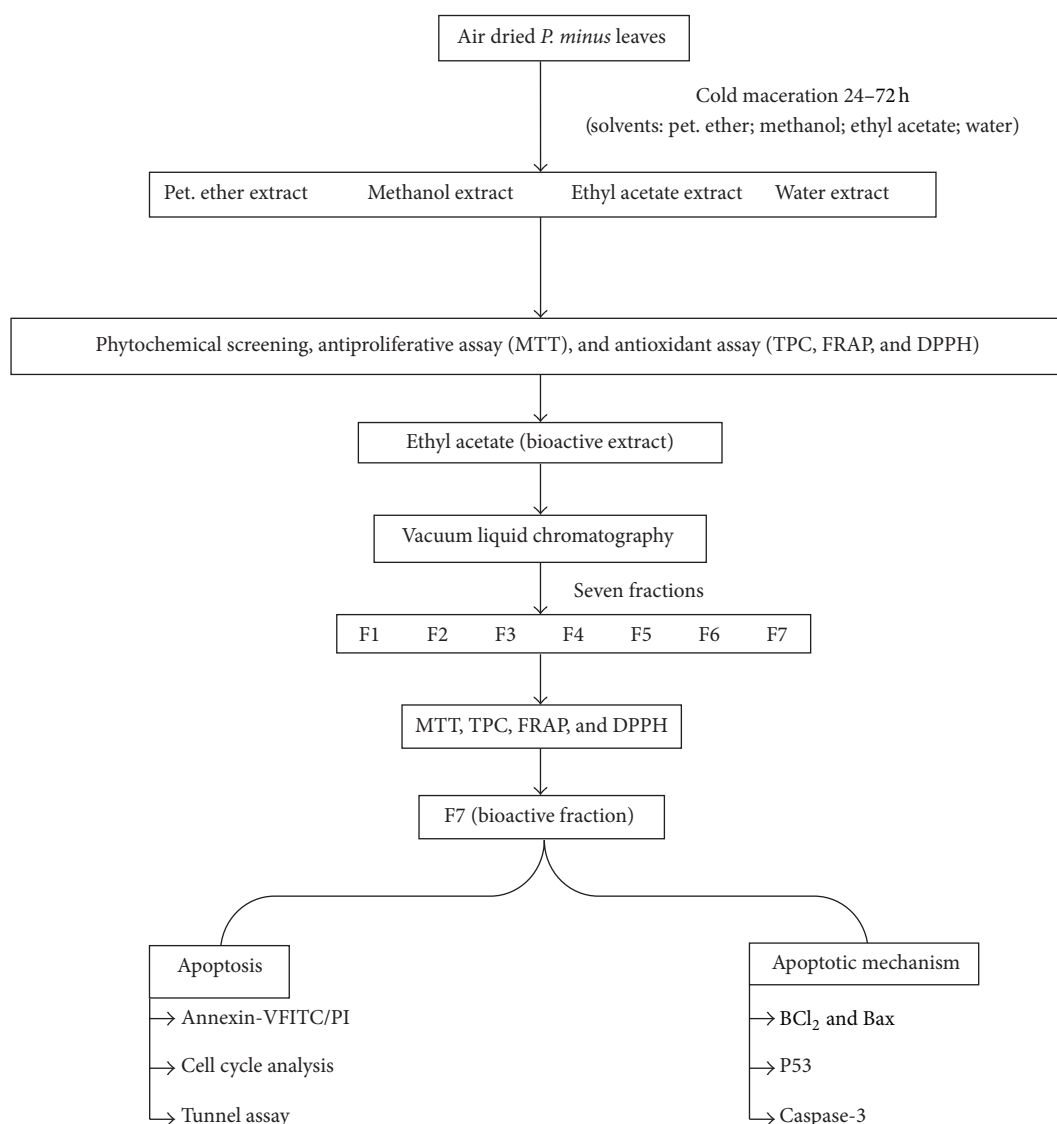 Air dried P. minus leaves
Cold maceration 24–72 h
(solvents: pet. ether; methanol; ethyl acetate; water)
Pet. ether extract Methanol extract Ethyl acetate extract Water extract
Phytochemical screening, antiproliferative assay (MTT), and antioxidant assay (TPC, FRAP, and DPPH)
Ethyl acetate (bioactive extract)
Vacuum liquid chromatography
Seven fractions
F1 F2 F3 F4 F5 F6 F7
MTT, TPC, FRAP, and DPPH
F7 (bioactive fraction)
Apoptosis
Annexin-VFITC/PI
Cell cycle analysis
Tunnel assay
Apoptotic mechanism
BCl₂ and Bax
P53
Caspase-3